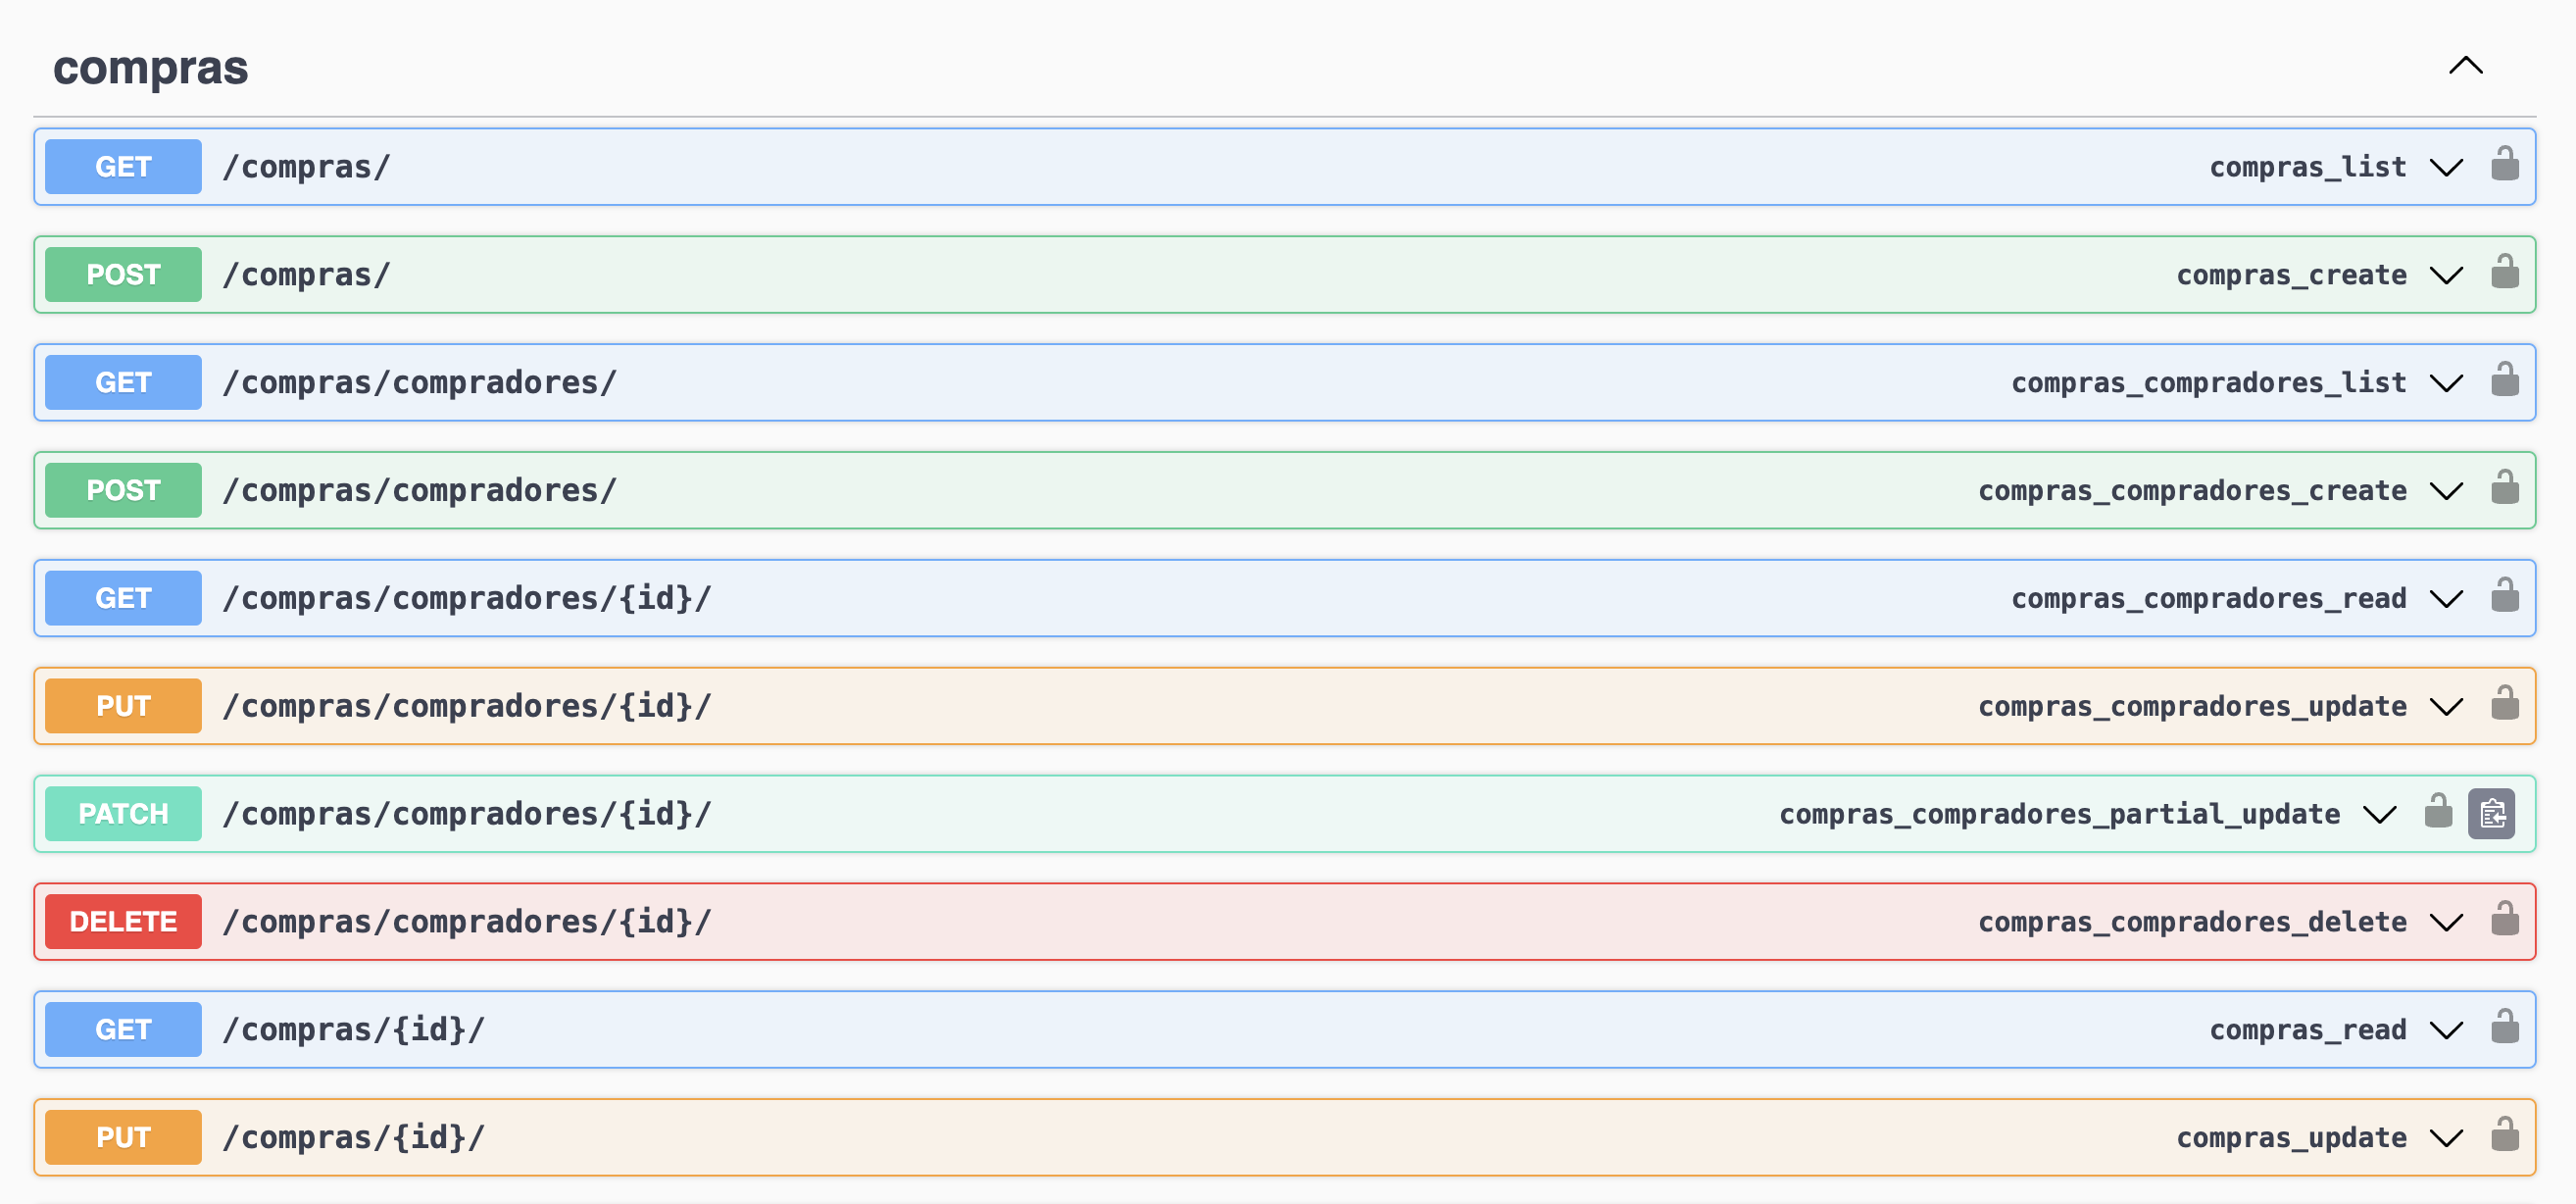 compras
GET /compras/ compras_list
POST /compras/ compras_create
GET /compras/compradores/ compras_compradores_list
POST /compras/compradores/ compras_compradores_create
GET /compras/compradores/{id}/ compras_compradores_read
PUT /compras/compradores/{id}/ compras_compradores_update
PATCH /compras/compradores/{id}/ compras_compradores_partial_update
DELETE /compras/compradores/{id}/ compras_compradores_delete
GET /compras/{id}/ compras_read
PUT /compras/{id}/ compras_update